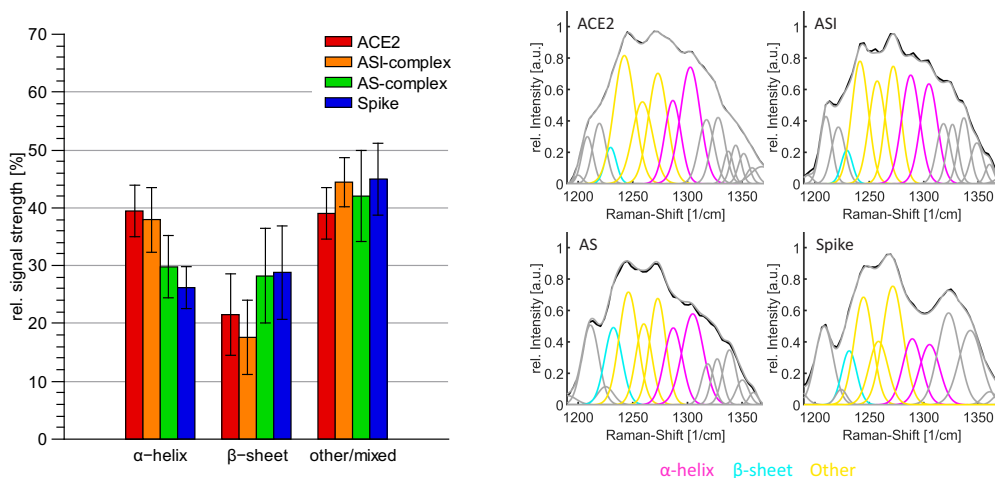 70
60
50
40
30
20
10
0
rel. signal strength [%]
ACE2
ASI-complex
AS-complex
Spike
α−helix
β−sheet
other/mixed
ACE2
rel. Intensity [a.u.]
1
0.8
0.6
0.4
0.2
0
1200
1250
1300
1350
Raman-Shift [1/cm]
ASI
rel. Intensity [a.u.]
1
0.8
0.6
0.4
0.2
0
1200
1250
1300
1350
Raman-Shift [1/cm]
AS
rel. Intensity [a.u.]
1
0.8
0.6
0.4
0.2
0
1200
1250
1300
1350
Raman-Shift [1/cm]
Spike
rel. Intensity [a.u.]
1
0.8
0.6
0.4
0.2
0
1200
1250
1300
1350
Raman-Shift [1/cm]
α-helix β-sheet Other